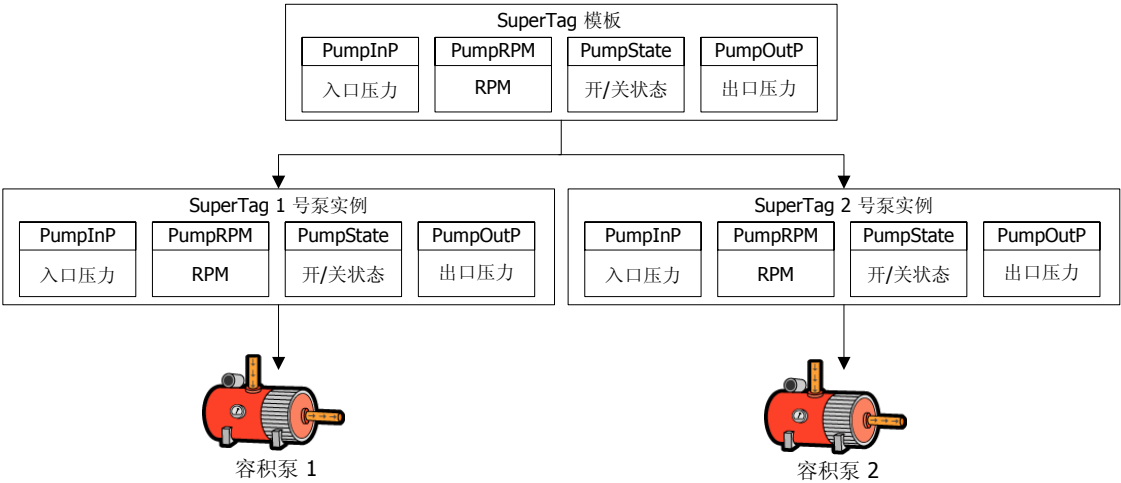 SuperTag 模板
PumpInP PumpRPM PumpState PumpOutP
入口压力 RPM 开/关状态 出口压力
SuperTag 1 号泵实例
PumpInP PumpRPM PumpState PumpOutP
入口压力 RPM 开/关状态 出口压力
SuperTag 2 号泵实例
PumpInP PumpRPM PumpState PumpOutP
入口压力 RPM 开/关状态 出口压力
容积泵 1
容积泵 2